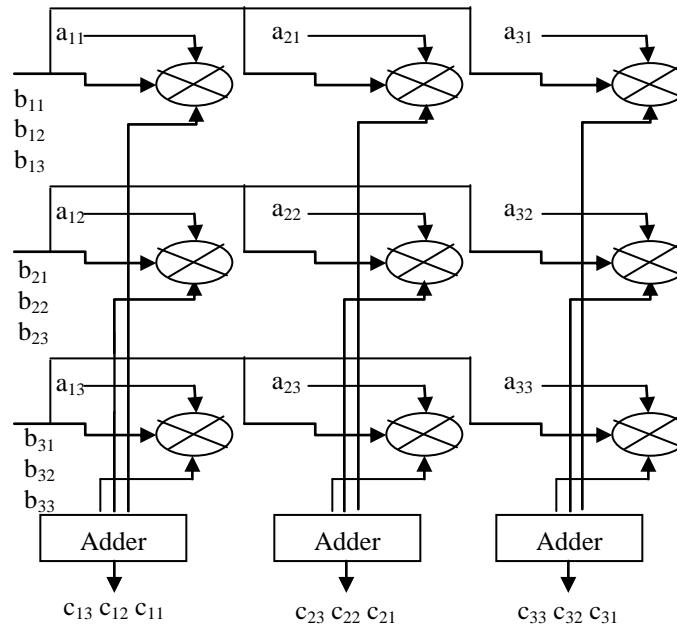 a₁₁ a₂₁ a₃₁
b₁₁
b₁₂
b₁₃
a₁₂ a₂₂ a₃₂
b₂₁
b₂₂
b₂₃
a₁₃ a₂₃ a₃₃
b₃₁
b₃₂
b₃₃
Adder Adder Adder
c₁₃ c₁₂ c₁₁ c₂₃ c₂₂ c₂₁ c₃₃ c₃₂ c₃₁